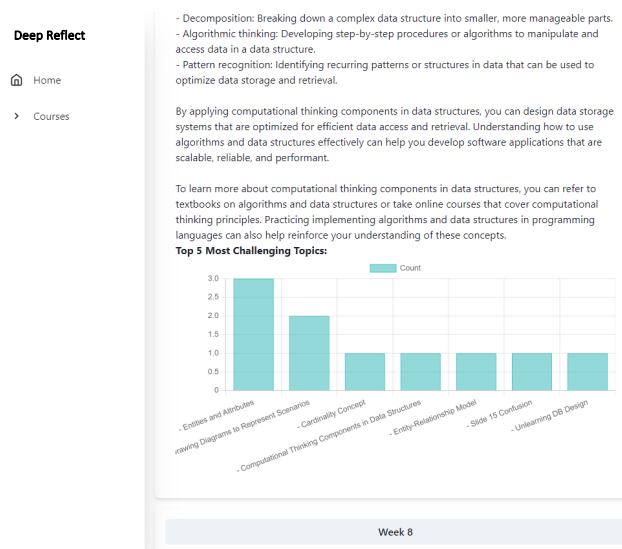 Deep Reflect
Home
Courses
- Decomposition: Breaking down a complex data structure into smaller, more manageable parts.
- Algorithmic thinking: Developing step-by-step procedures or algorithms to manipulate and
access data in a data structure.
- Pattern recognition: Identifying recurring patterns or structures in data that can be used to
optimize data storage and retrieval.
By applying computational thinking components in data structures, you can design data storage
systems that are optimized for efficient data access and retrieval. Understanding how to use
algorithms and data structures effectively can help you develop software applications that are
scalable, reliable, and performant.
To learn more about computational thinking components in data structures, you can refer to
textbooks on algorithms and data structures or take online courses that cover computational
thinking principles. Practicing implementing algorithms and data structures in programming
languages can also help reinforce your understanding of these concepts.
Top 5 Most Challenging Topics:
Count
3.0
2.5
2.0
1.5
1.0
0.5
0
- Entities and Attributes
rawing Diagrams to Represent Scenarios
- Cardinality Concept
- Computational Thinking Components in Data Structures
- Entity-Relationship Model
- Slide 15 Confusion
- Unlearning DB Design
Week 8